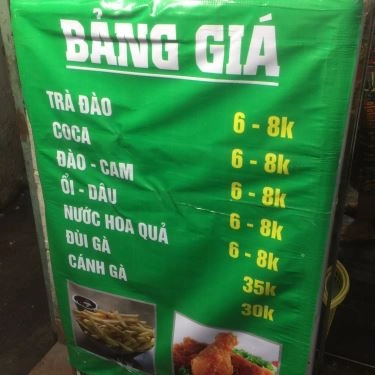 BẢNG GIÁ
TRÀ ĐÀO 6 - 8k
COCA 6 - 8k
ĐÀO - CAM 6 - 8k
ỔI - DÂU 6 - 8k
NƯỚC HOA QUẢ 6 - 8k
ĐÙI GÀ 35k
CÁNH GÀ 30k